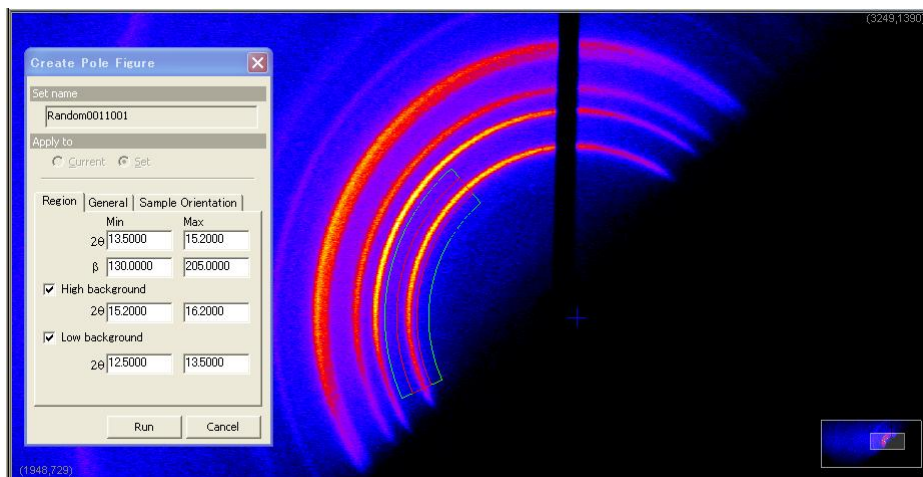 (3249,1390)
Create Pole Figure
Set name
Random0011001
Apply to
Current Set
Region General Sample Orientation
Min Max
2θ 13.5000 15.2000
β 130.0000 205.0000
High background
2θ 15.2000 16.2000
Low background
2θ 12.5000 13.5000
Run Cancel
(1948,729)